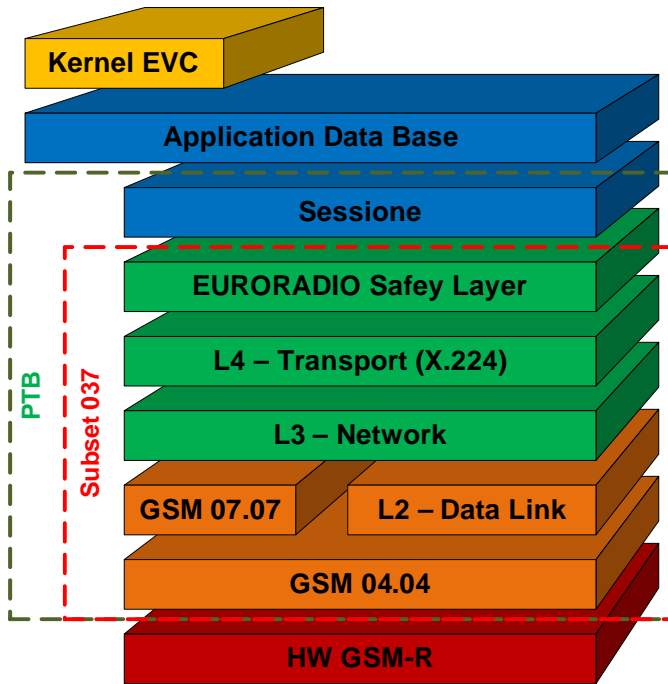 Kernel EVC
Application Data Base
Sessione
EURORADIO Safey Layer
L4 – Transport (X.224)
L3 – Network
GSM 07.07
L2 – Data Link
GSM 04.04
HW GSM-R
PTB
Subset 037